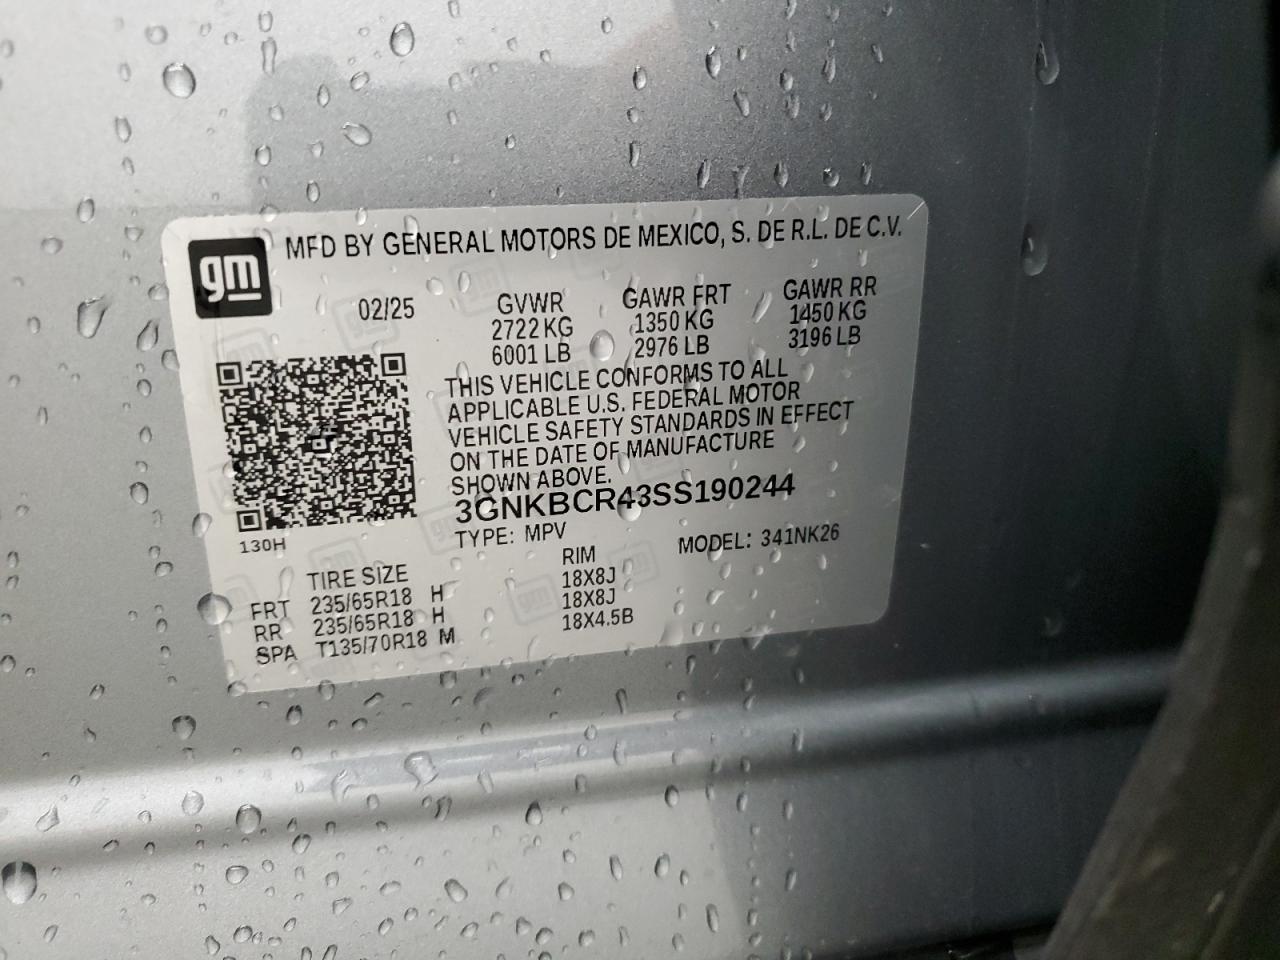 gm
MFD BY GENERAL MOTORS DE MEXICO, S. DE R.L. DE C.V.
02/25 GVWR GAWR FRT GAWR RR
2722 KG 1350 KG 1450 KG
6001 LB 2976 LB 3196 LB
THIS VEHICLE CONFORMS TO ALL
APPLICABLE U.S. FEDERAL MOTOR
VEHICLE SAFETY STANDARDS IN EFFECT
ON THE DATE OF MANUFACTURE
SHOWN ABOVE.
3GNKBCR43SS190244
130H
TYPE: MPV MODEL: 341NK26
TIRE SIZE RIM
FRT 235/65R18 H 18X8J
RR 235/65R18 H 18X8J
SPA T135/70R18 M 18X4.5B